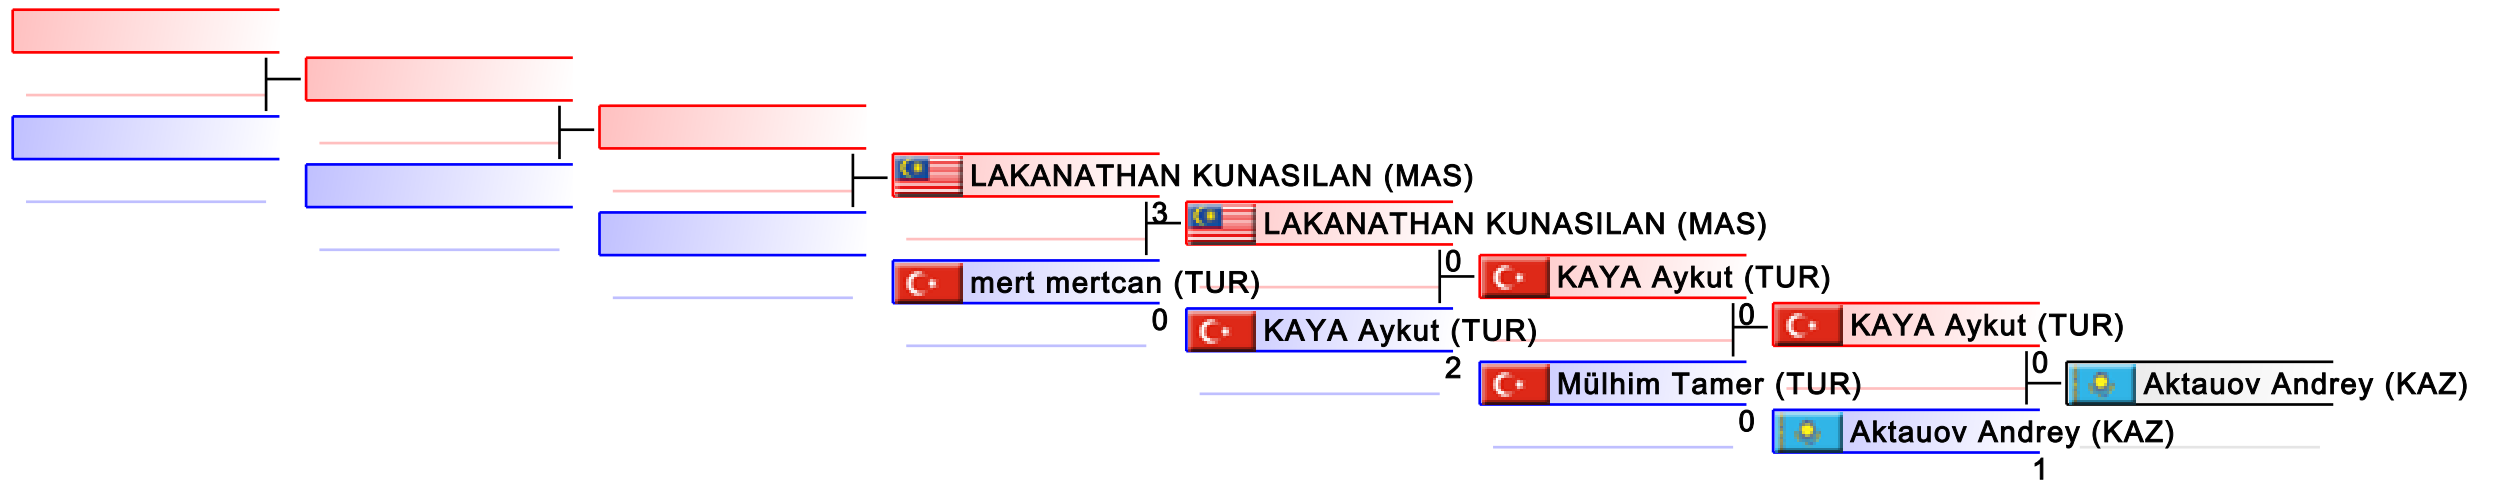 LAKANATHAN KUNASILAN (MAS)
3
LAKANATHAN KUNASILAN (MAS)
0
mert mertcan (TUR)
KAYA Aykut (TUR)
0
0
KAYA Aykut (TUR)
KAYA Aykut (TUR)
0
2
Mülhim Tamer (TUR)
Aktauov Andrey (KAZ)
0
Aktauov Andrey (KAZ)
1